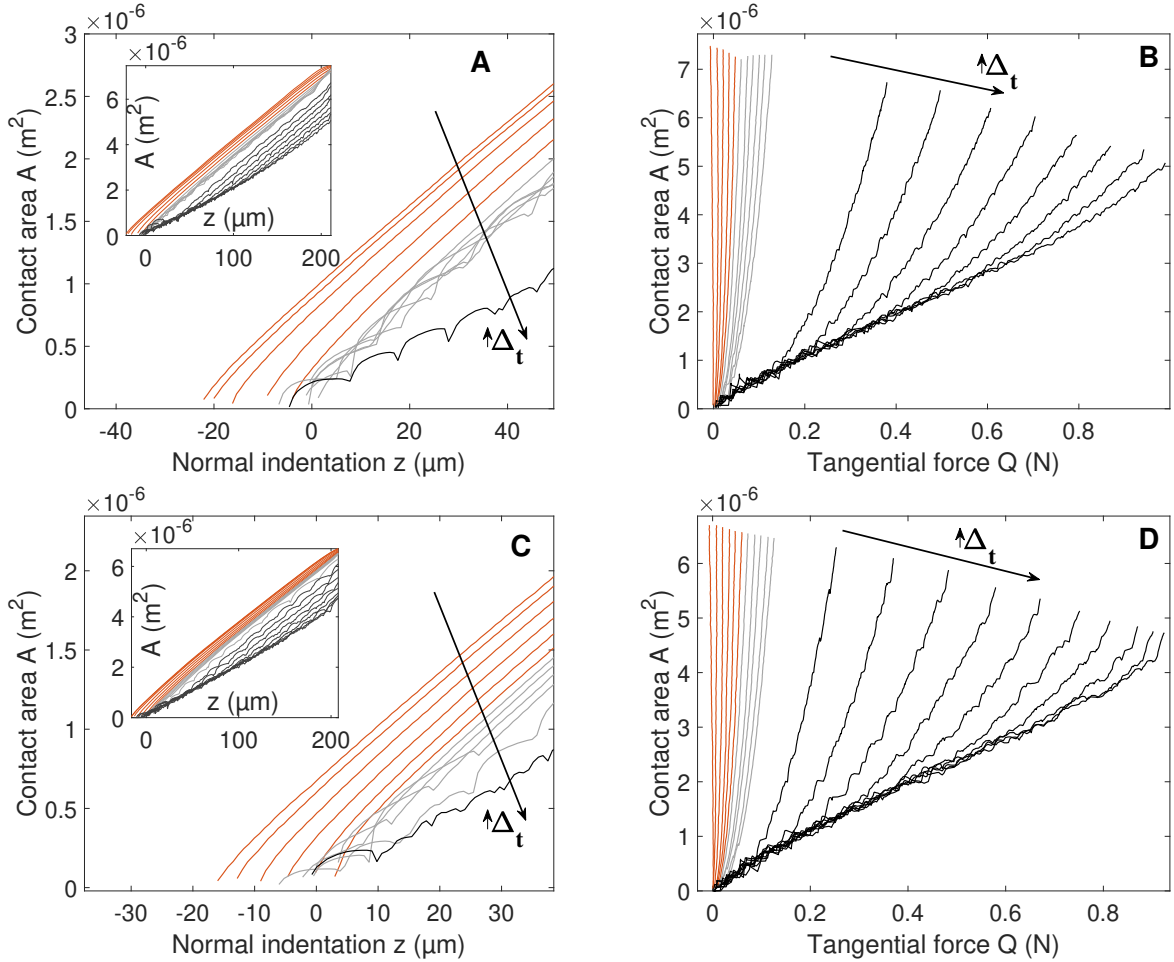 ×10⁻⁶
A
3
2.5
2
1.5
1
0.5
0
Contact area A (m²)
-40 -20 0 20 40
Normal indentation z (µm)
Δt
×10⁻⁶
6
4
2
0
A (m²)
0 100 200
z (µm)
×10⁻⁶
B
7
6
5
4
3
2
1
0
Contact area A (m²)
0 0.2 0.4 0.6 0.8
Tangential force Q (N)
Δt
×10⁻⁶
C
2
1.5
1
0.5
0
Contact area A (m²)
-30 -20 -10 0 10 20 30
Normal indentation z (µm)
Δt
×10⁻⁶
6
4
2
0
A (m²)
0 100 200
z (µm)
×10⁻⁶
D
6
5
4
3
2
1
0
Contact area A (m²)
0 0.2 0.4 0.6 0.8
Tangential force Q (N)
Δt